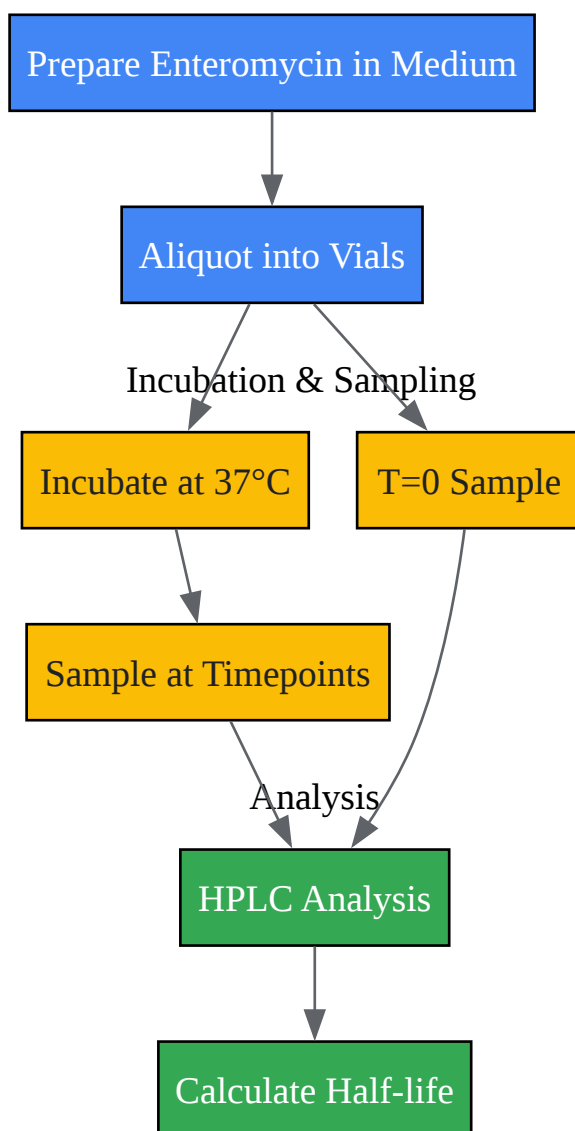 Prepare Enteromycin in Medium
Aliquot into Vials
Incubation & Sampling
Incubate at 37°C
T=0 Sample
Sample at Timepoints
Analysis
HPLC Analysis
Calculate Half-life